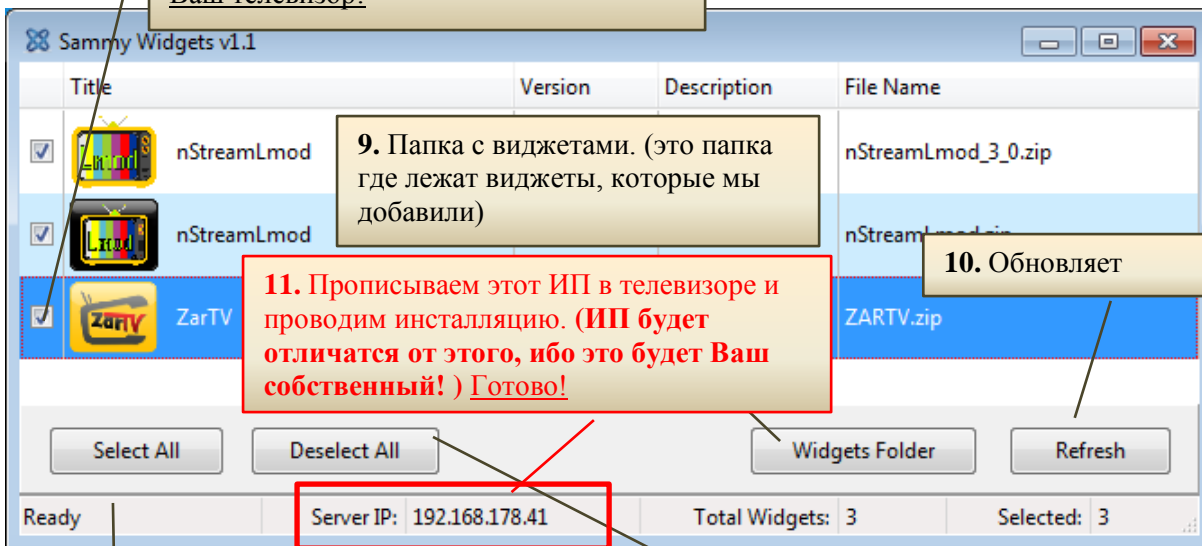 Ваш телевизор!
Sammy Widgets v1.1
Title Version Description File Name
nStreamLmod
9. Папка с виджетами. (это папка
где лежат виджеты, которые мы
добавили)
nStreamLmod_3_0.zip
Lmod
nStreamLmod
10. Обновляет
11. Прописываем этот ИП в телевизоре и
проводим инсталляцию. (ИП будет
отличатся от этого, ибо это будет Ваш
собственный! ) Готово!
ZarTV
ZarTV
ZARTV.zip
Select All Deselect All Widgets Folder Refresh
Ready Server IP: 192.168.178.41 Total Widgets: 3 Selected: 3